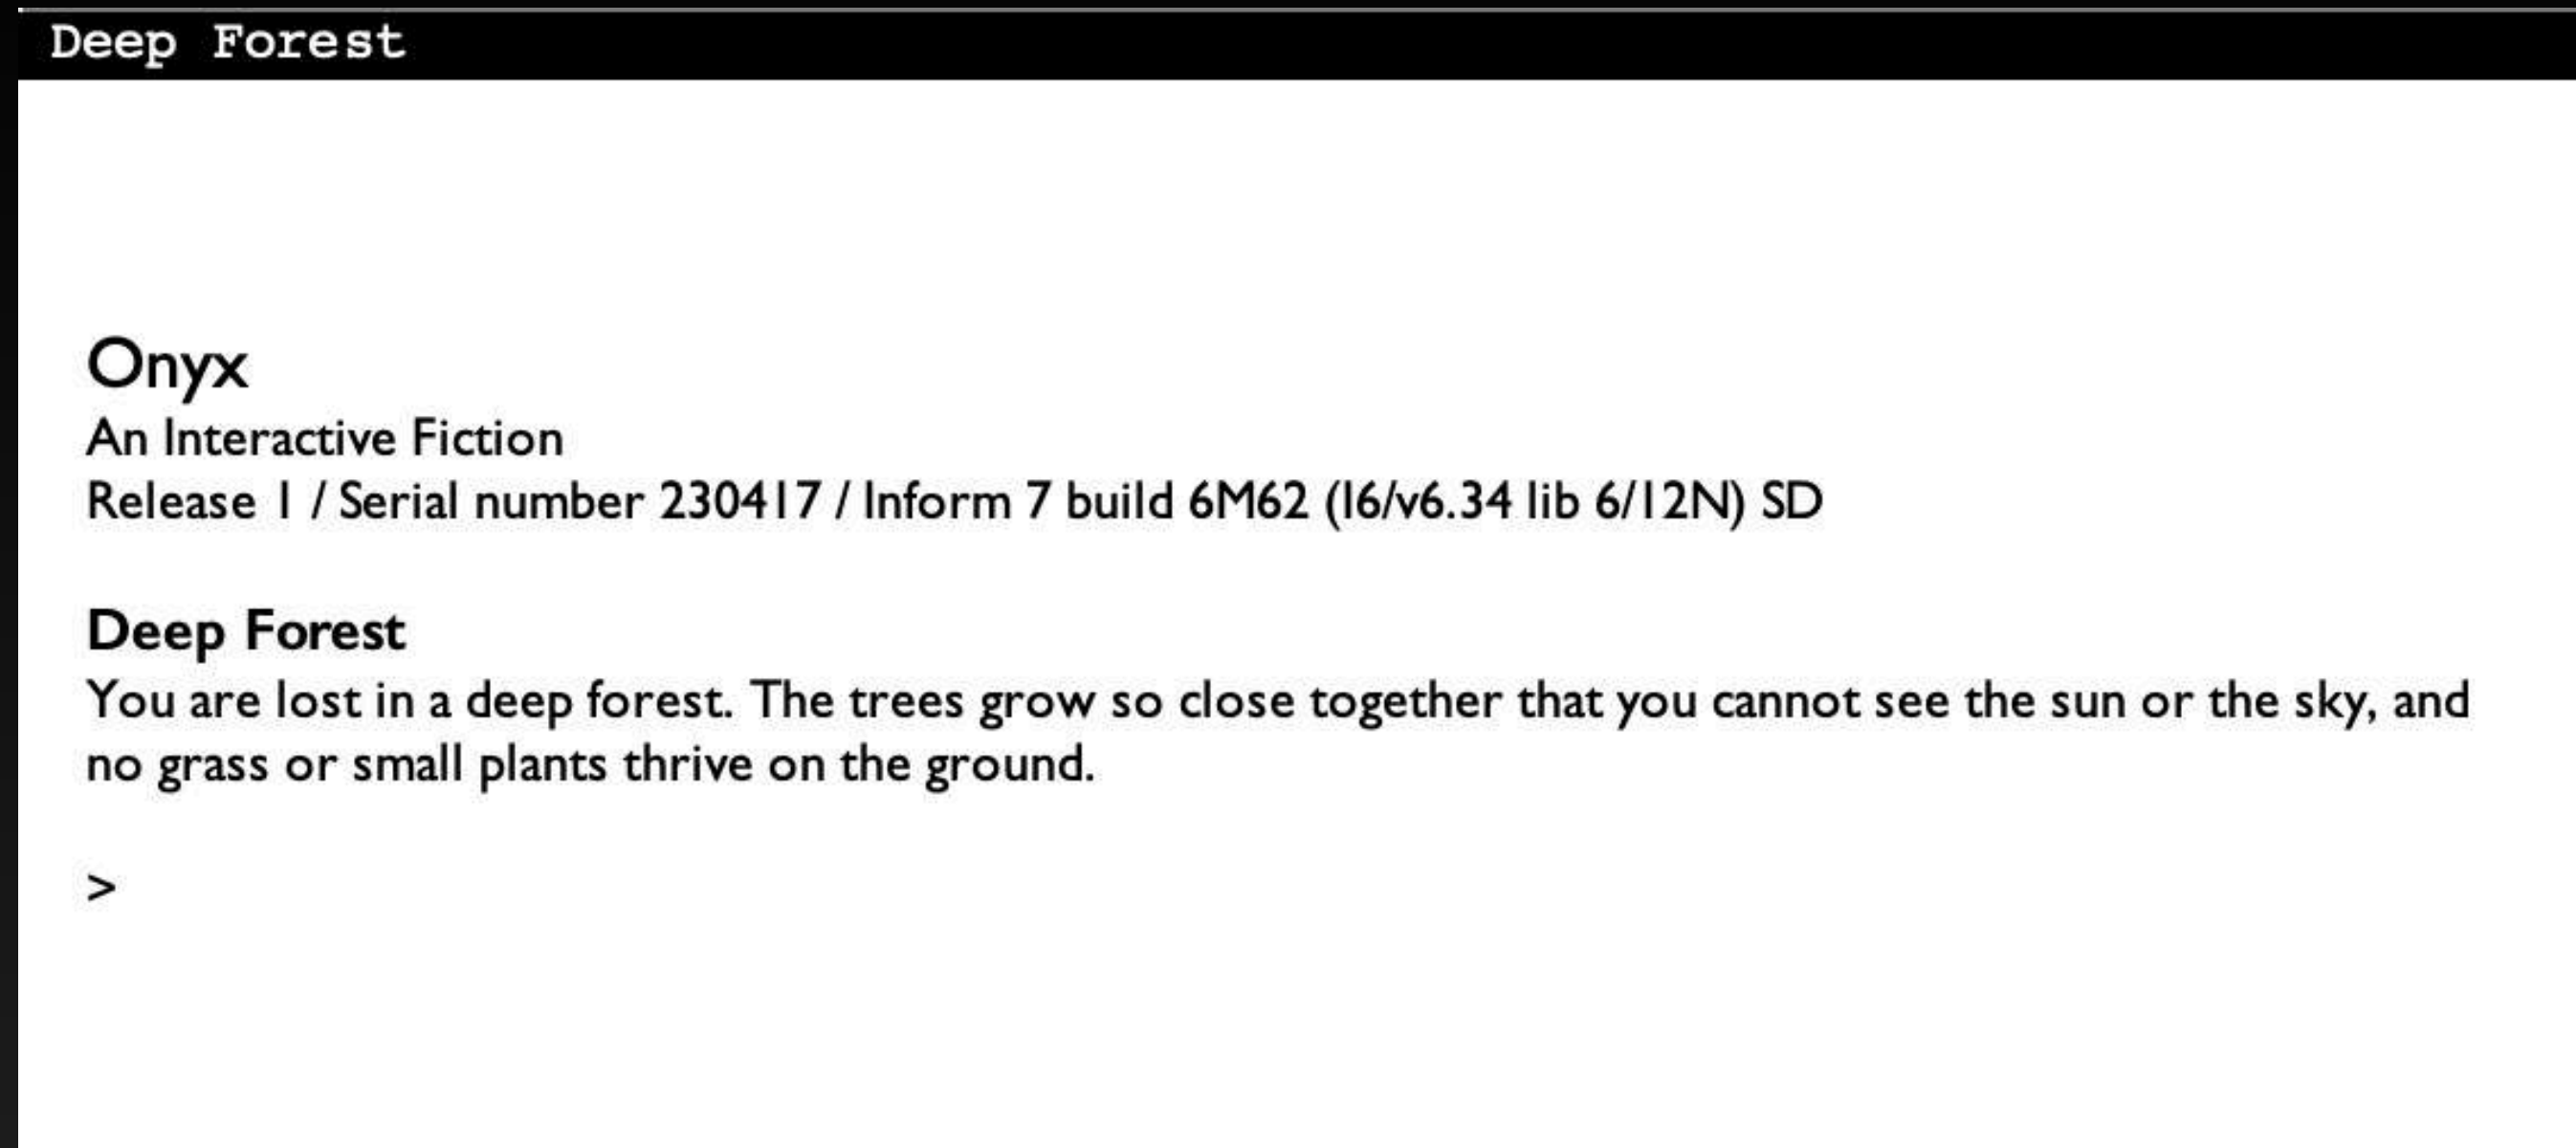 Deep Forest
Onyx
An Interactive Fiction
Release 1 / Serial number 230417 / Inform 7 build 6M62 (I6/v6.34 lib 6/12N) SD
Deep Forest
You are lost in a deep forest. The trees grow so close together that you cannot see the sun or the sky, and
no grass or small plants thrive on the ground.
>